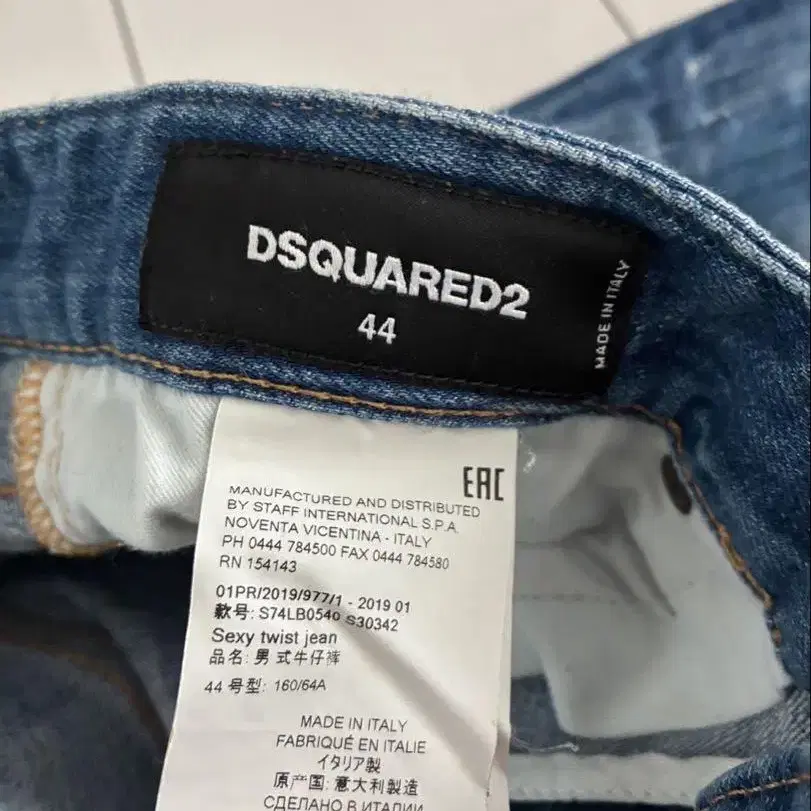 DSQUARED2
44
MADE IN ITALY
EAC
MANUFACTURED AND DISTRIBUTED
BY STAFF INTERNATIONAL S.P.A.
NOVENTA VICENTINA - ITALY
PH 0444 784500 FAX 0444 784580
RN 154143
01PR/2019/977/1 - 2019 01
款号: S74LB0540 S30342
Sexy twist jean
品名: 男式牛仔裤
44 号型: 160/64A
MADE IN ITALY
FABRIQUÉ EN ITALIE
イタリア製
原产国: 意大利製造
СДЕЛАНО В ИТАЛИИ